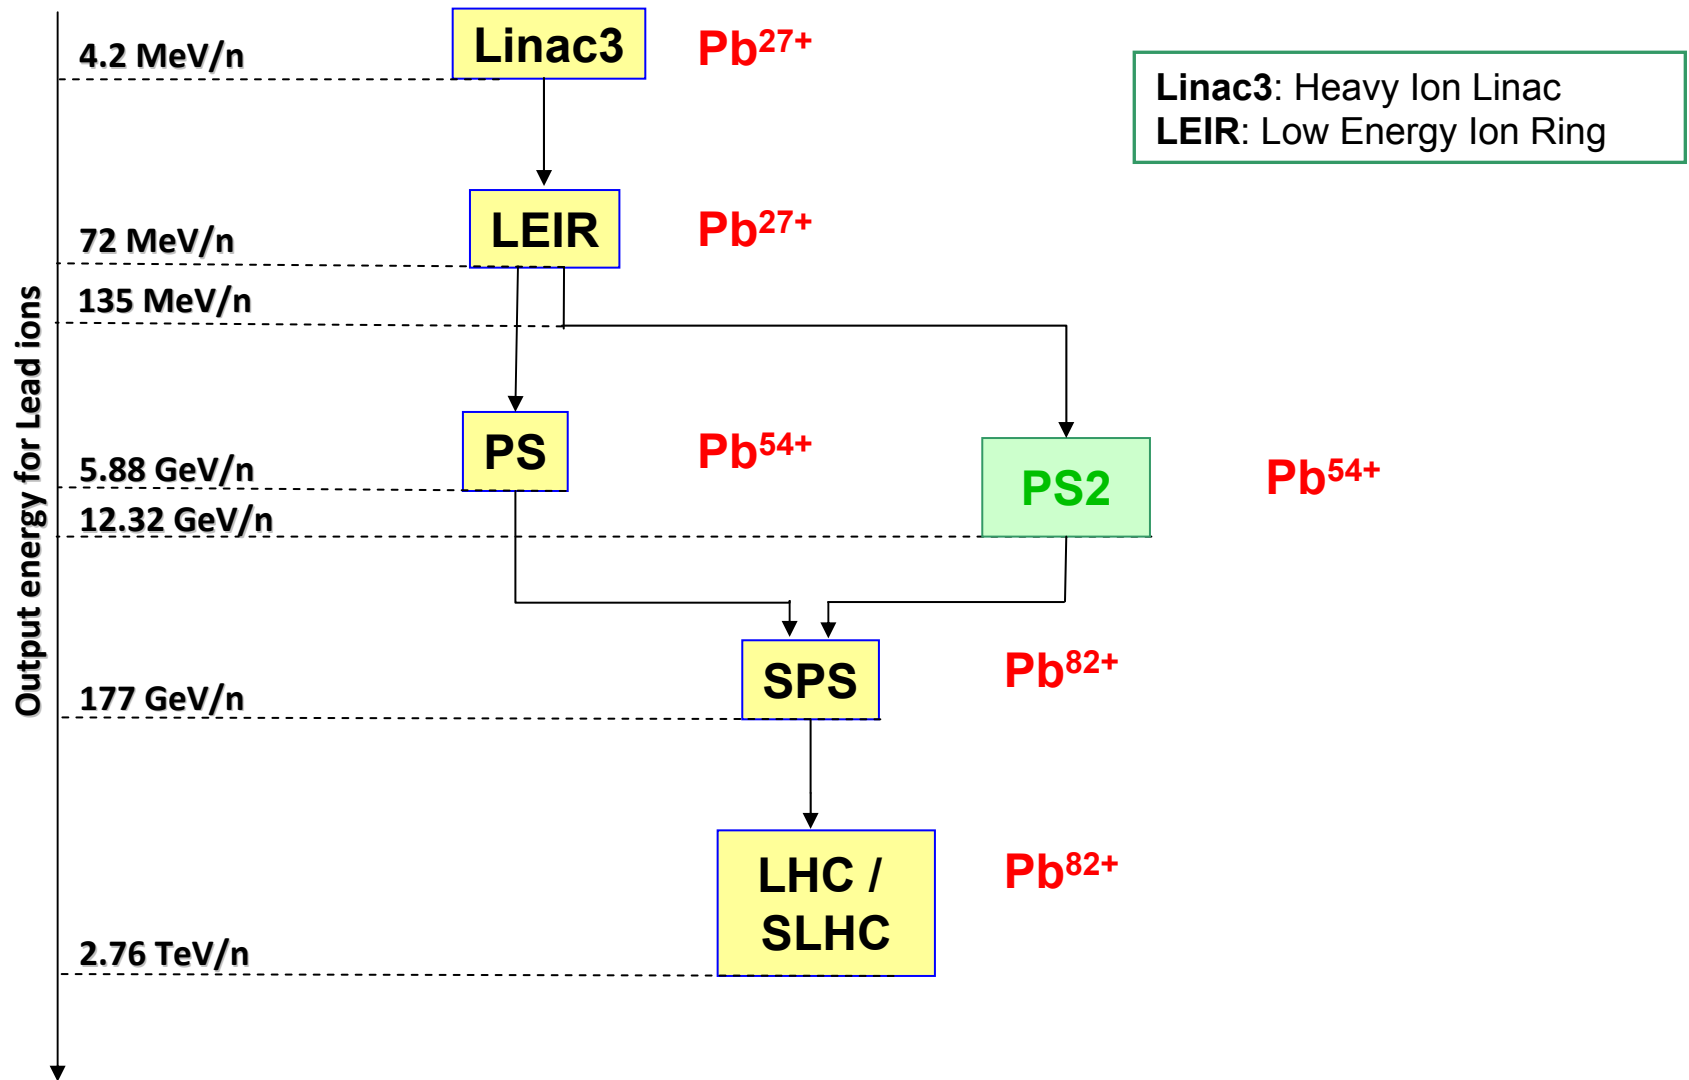 Linac3
Pb27+
4.2 MeV/n
Linac3: Heavy Ion Linac
LEIR: Low Energy Ion Ring
LEIR
Pb27+
72 MeV/n
135 MeV/n
Output energy for Lead ions
PS
Pb54+
5.88 GeV/n
PS2
Pb54+
12.32 GeV/n
SPS
Pb82+
177 GeV/n
LHC /
SLHC
Pb82+
2.76 TeV/n